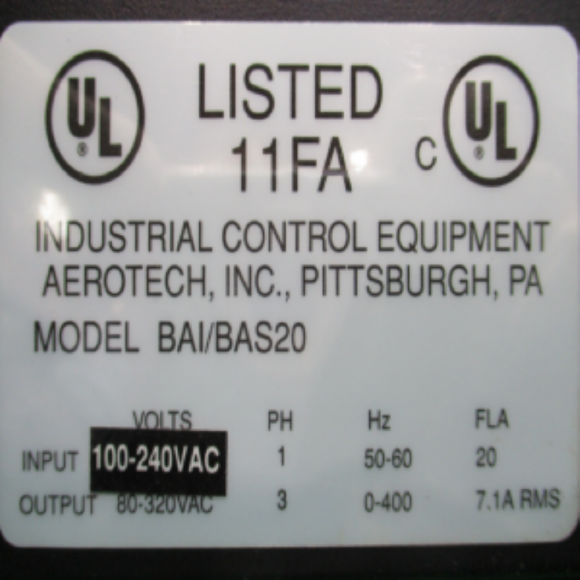 UL® LISTED C UL®
11FA
INDUSTRIAL CONTROL EQUIPMENT
AEROTECH, INC., PITTSBURGH, PA
MODEL BAI/BAS20
VOLTS PH Hz FLA
INPUT 100-240VAC 1 50-60 20
OUTPUT 80-320VAC 3 0-400 7.1A RMS